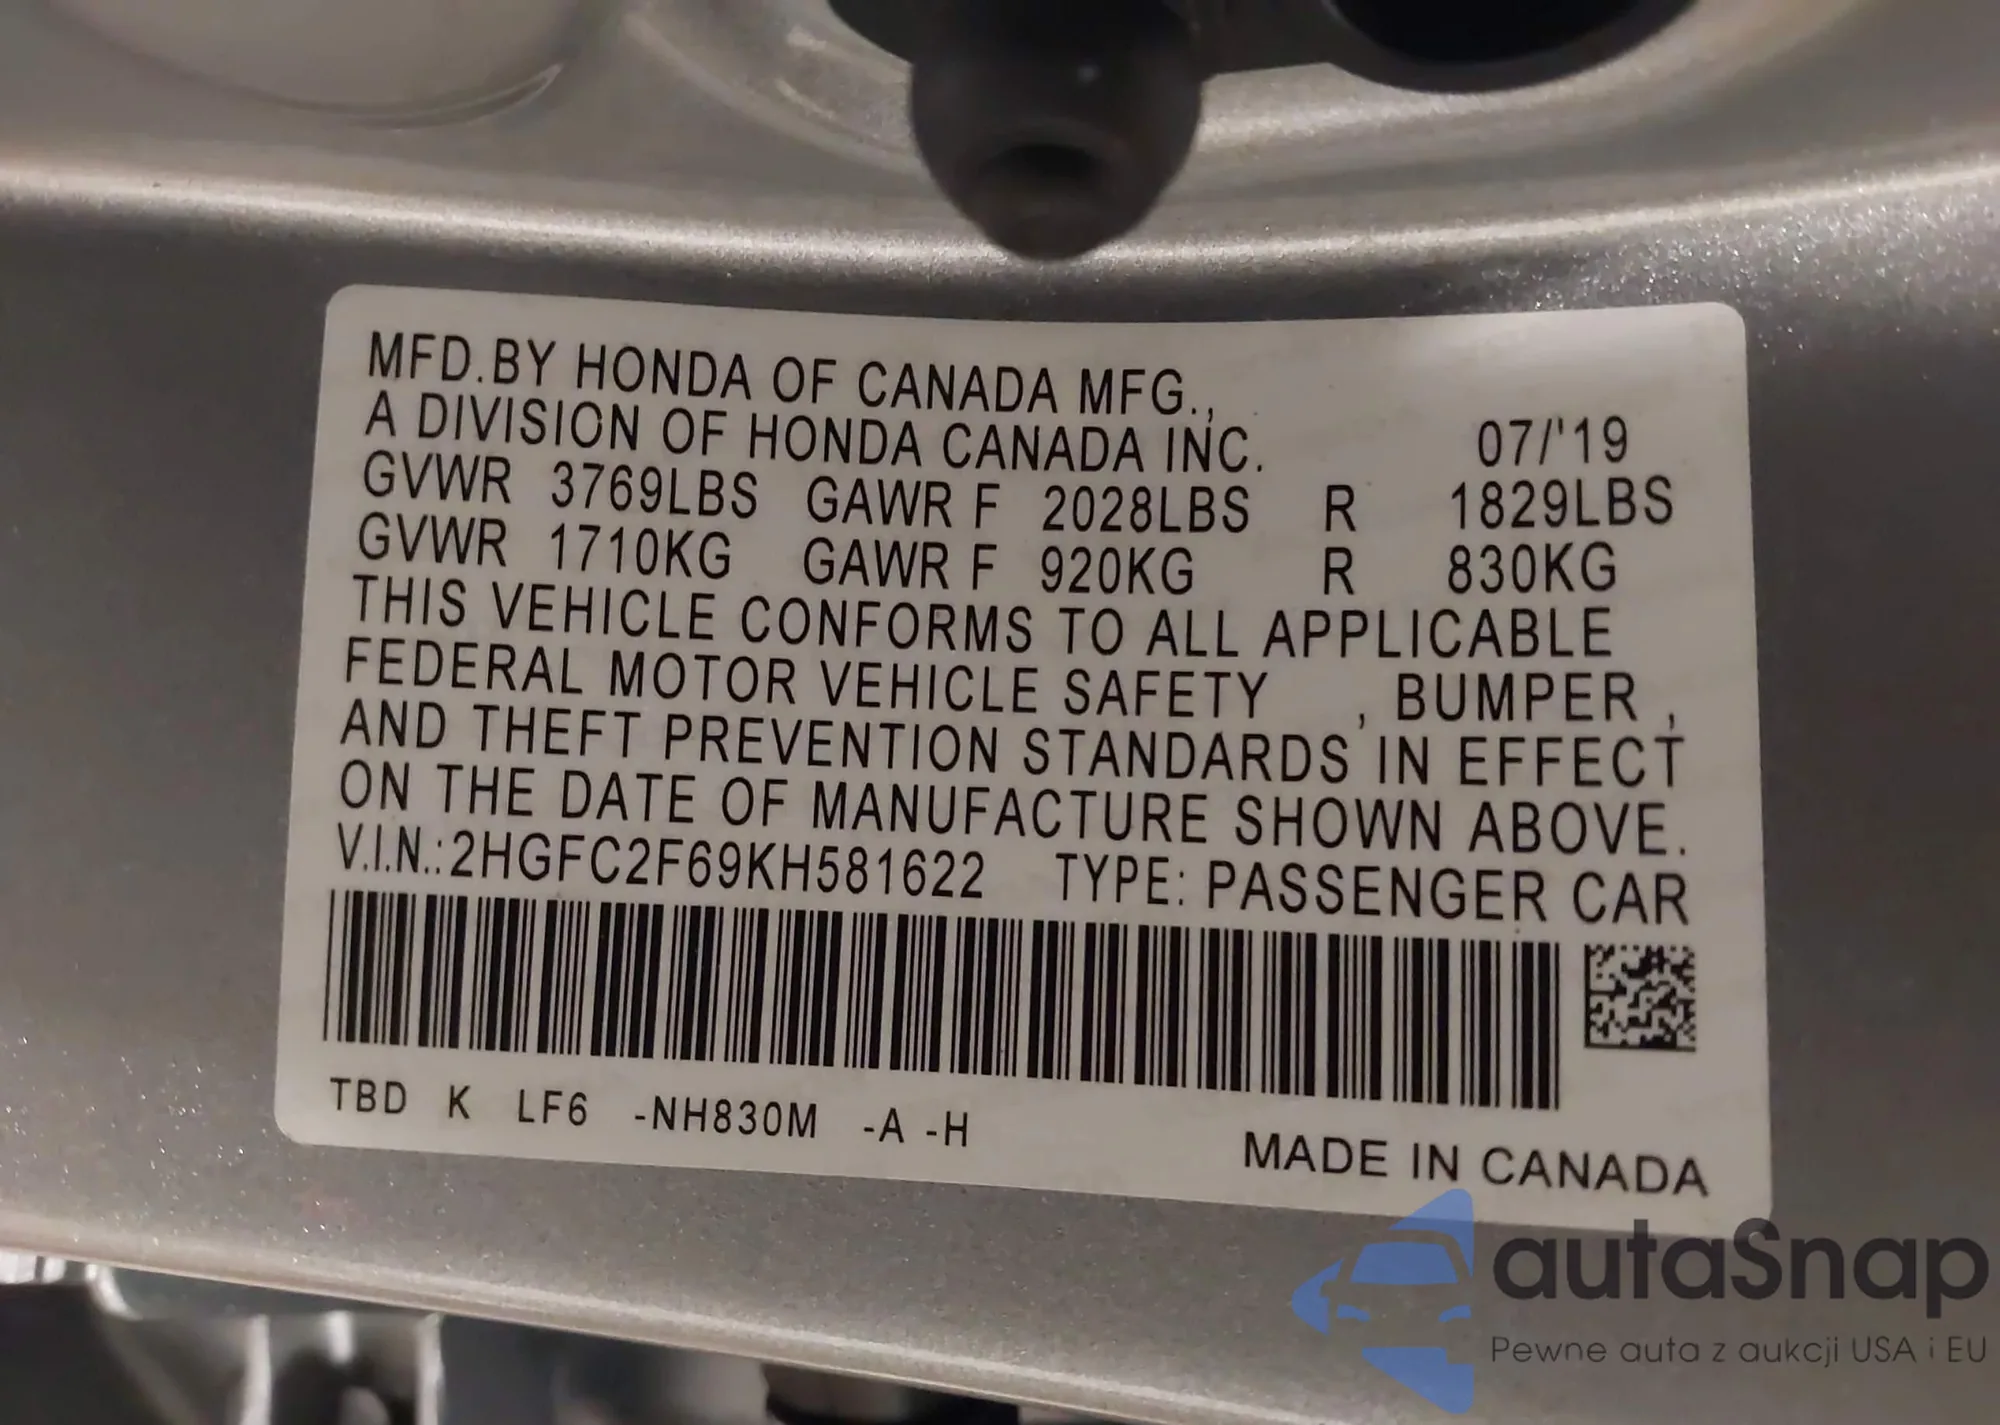 MFD.BY HONDA OF CANADA MFG.,
A DIVISION OF HONDA CANADA INC. 07/'19
GVWR 3769LBS GAWR F 2028LBS R 1829LBS
GVWR 1710KG GAWR F 920KG R 830KG
THIS VEHICLE CONFORMS TO ALL APPLICABLE
FEDERAL MOTOR VEHICLE SAFETY , BUMPER ,
AND THEFT PREVENTION STANDARDS IN EFFECT
ON THE DATE OF MANUFACTURE SHOWN ABOVE.
V.I.N.:2HGFC2F69KH581622 TYPE: PASSENGER CAR
TBD K LF6 -NH830M -A -H
MADE IN CANADA
autaSnap
Pewne auta z aukcji USA i EU